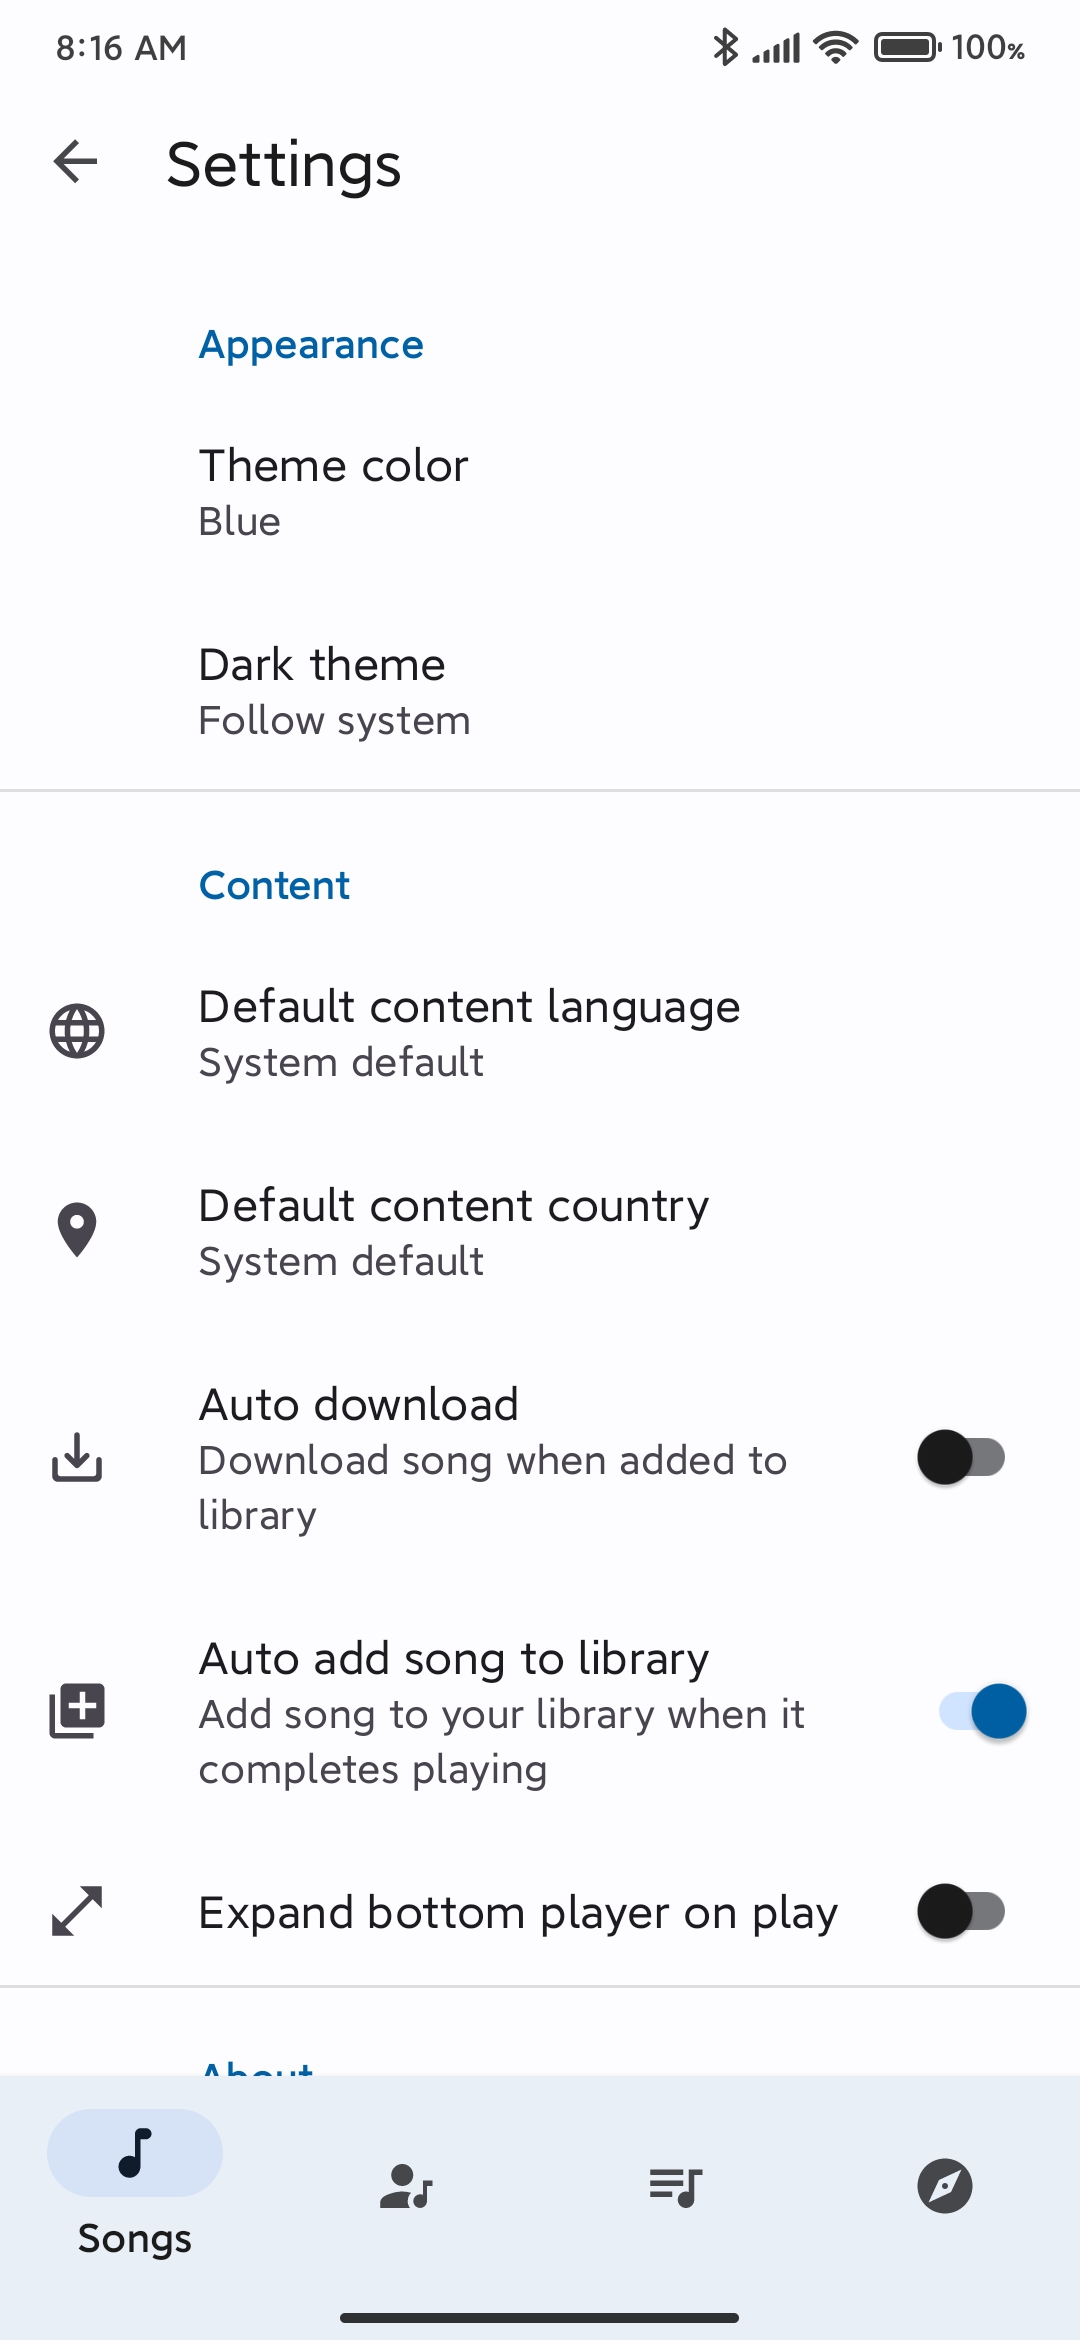 8:16 AM
100%
Settings
Appearance
Theme color
Blue
Dark theme
Follow system
Content
Default content language
System default
Default content country
System default
Auto download
Download song when added to
library
Auto add song to library
Add song to your library when it
completes playing
Expand bottom player on play
About
Songs